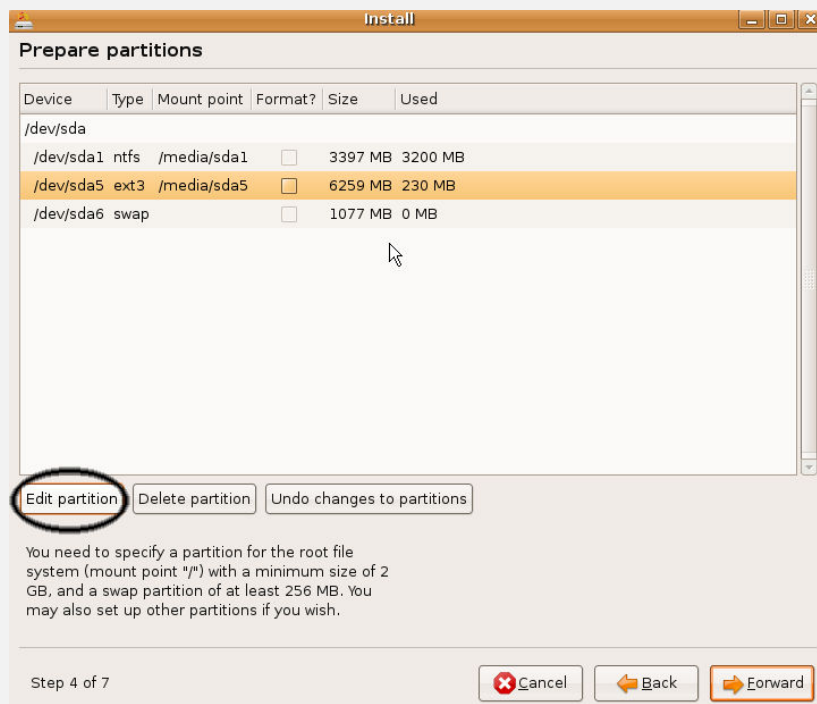 Install
Prepare partitions
Device Type Mount point Format? Size Used
/dev/sda
/dev/sda1 ntfs /media/sda1 3397 MB 3200 MB
/dev/sda5 ext3 /media/sda5 6259 MB 230 MB
/dev/sda6 swap 1077 MB 0 MB
Edit partition Delete partition Undo changes to partitions
You need to specify a partition for the root file
system (mount point "/") with a minimum size of 2
GB, and a swap partition of at least 256 MB. You
may also set up other partitions if you wish.
Step 4 of 7 Cancel Back Forward